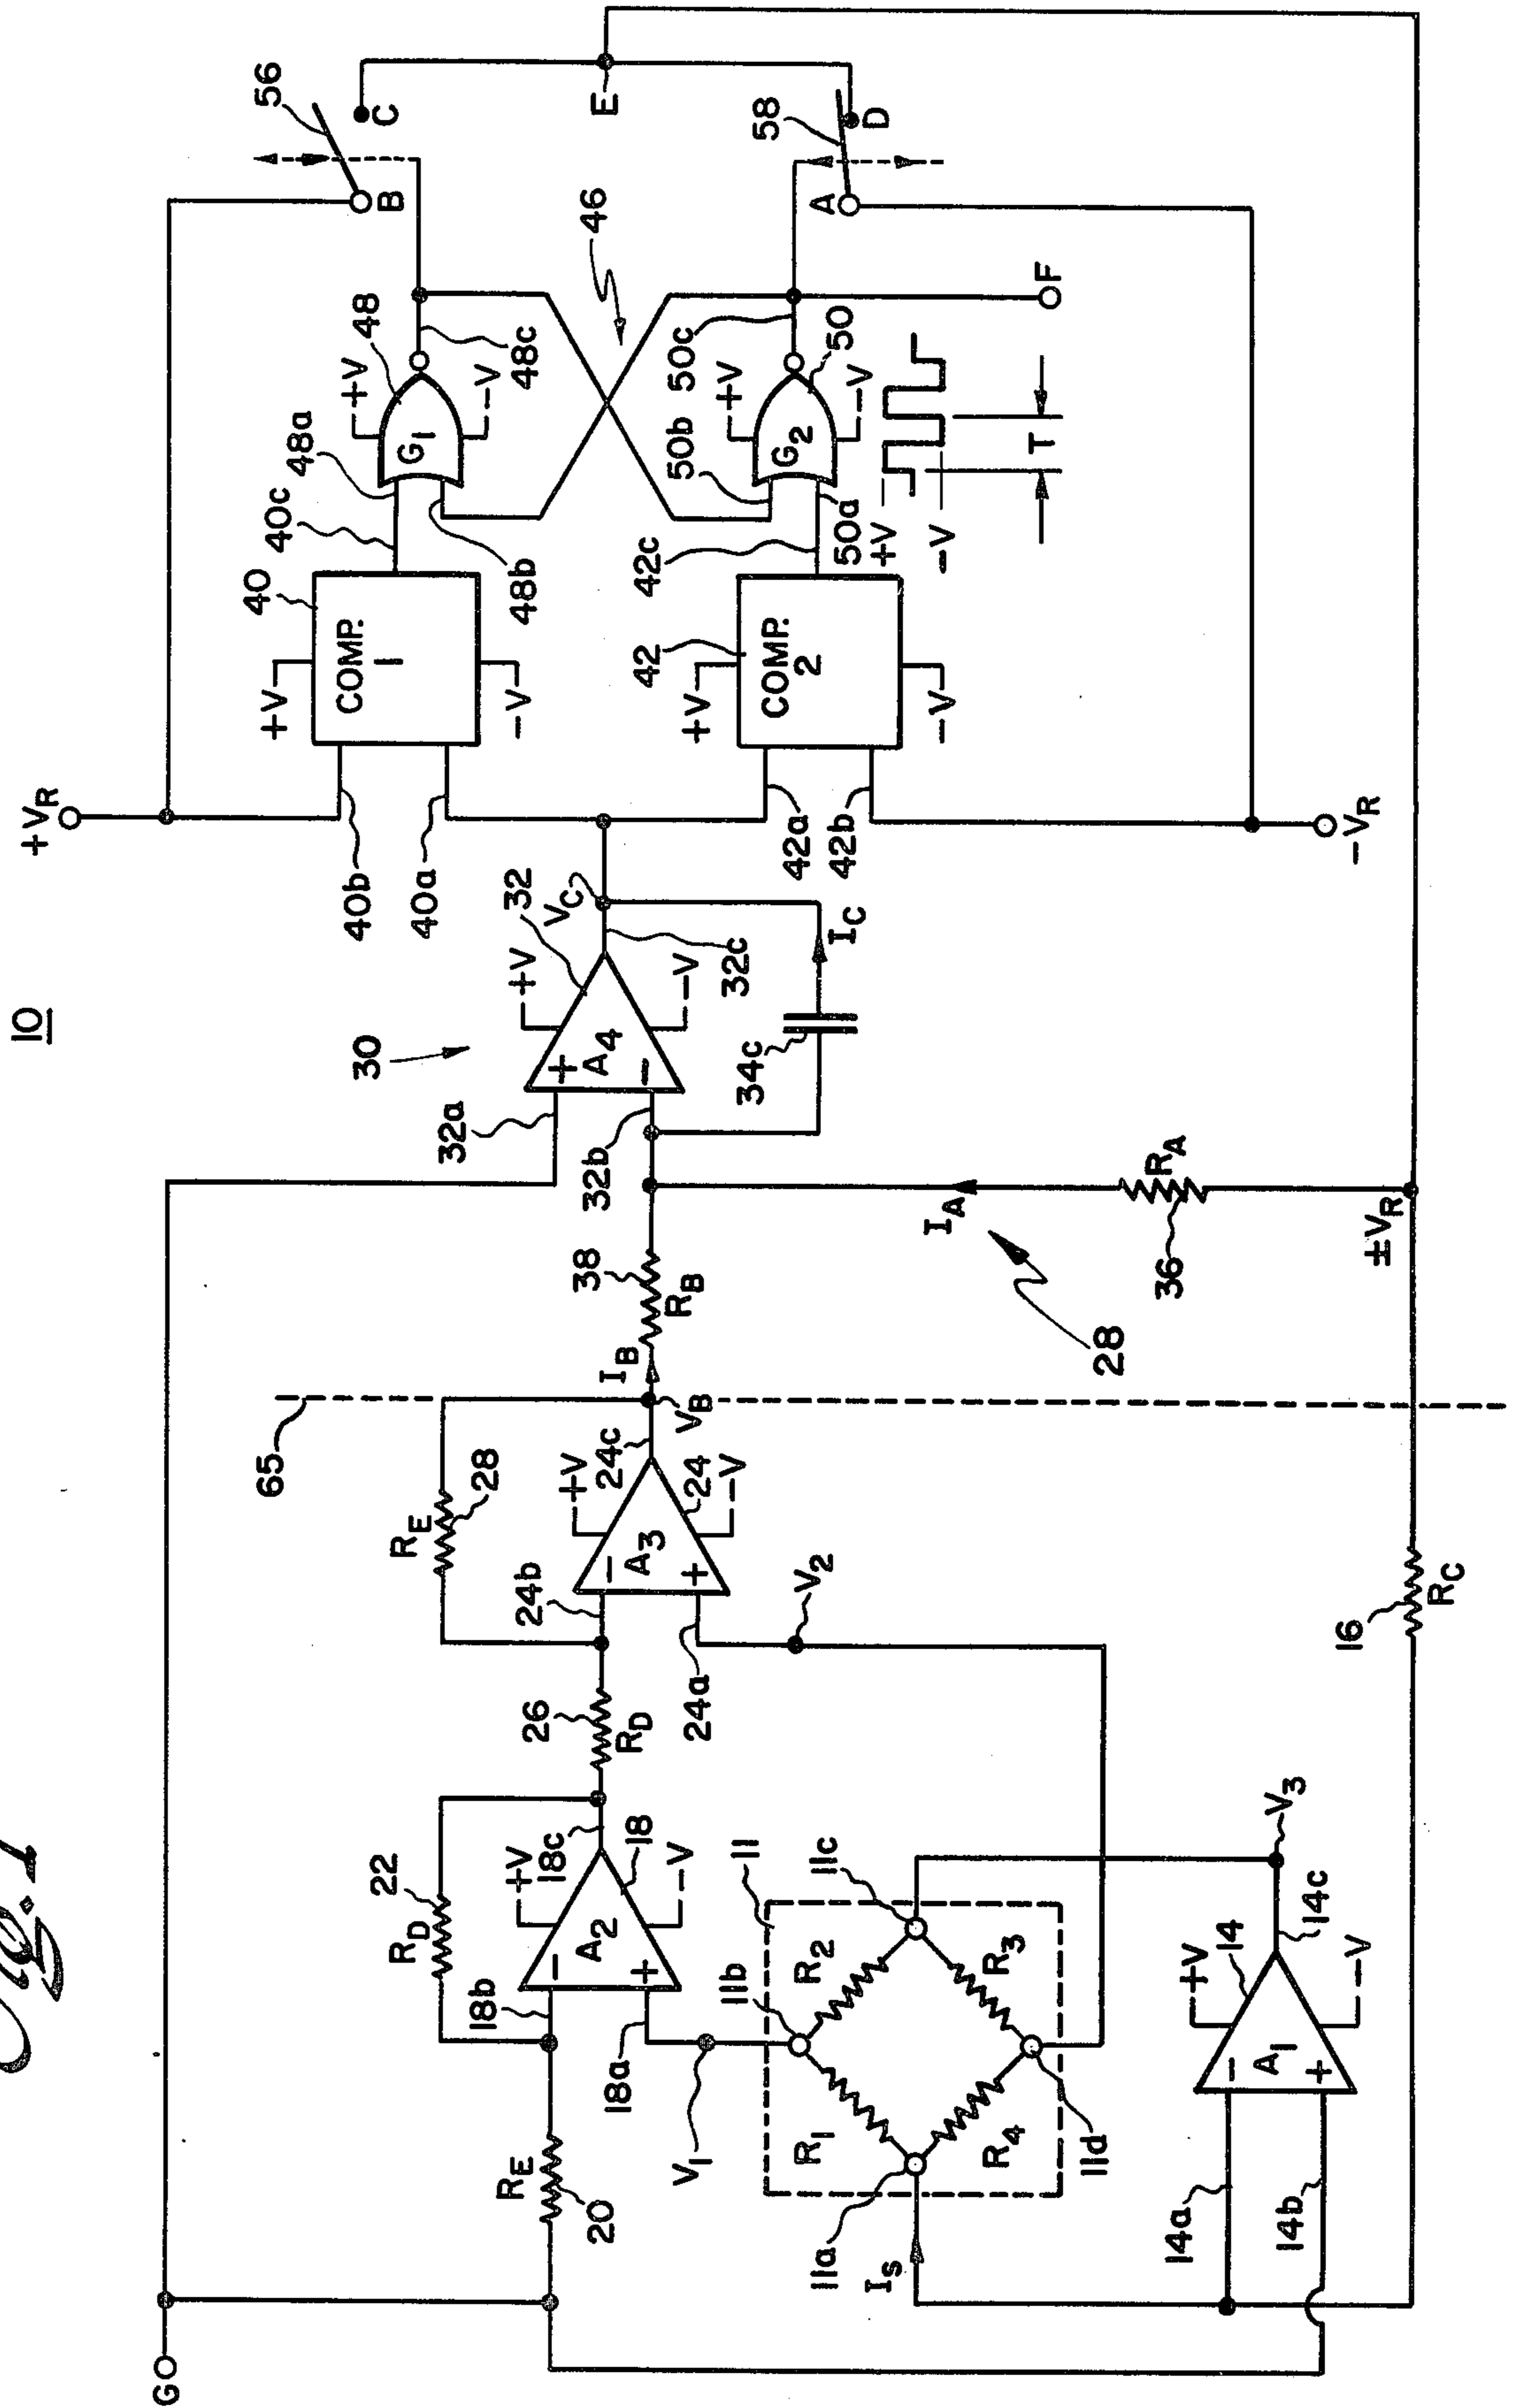 Fig. 1
10
+VR
-VR
G
56
B
C
E
58
A
D
46
F
40
+V
COMP. 1
-V
40b
40a
40c
48a
48b
48
+V
G1
-V
48c
42
+V
COMP. 2
-V
42a
42b
42c
50b
50a
50
+V
G2
-V
50c
+V
-V
T
30
32a
32b
+V
32
+
A4
-
-V
VC
32c
34c
IC
38
RB
IB
IA
RA
36
28
±VR
65
RE
28
24b
24a
+V
24c
-
A3
+
24
-V
VB
V2
26
RD
22
RD
18b
18a
+V
18c
-
A2
+
18
-V
RE
20
V1
11
11b
11c
R1
R2
R3
R4
11a
11d
IS
14a
14b
+V
14
-
A1
+
-V
14c
V3
16
RC